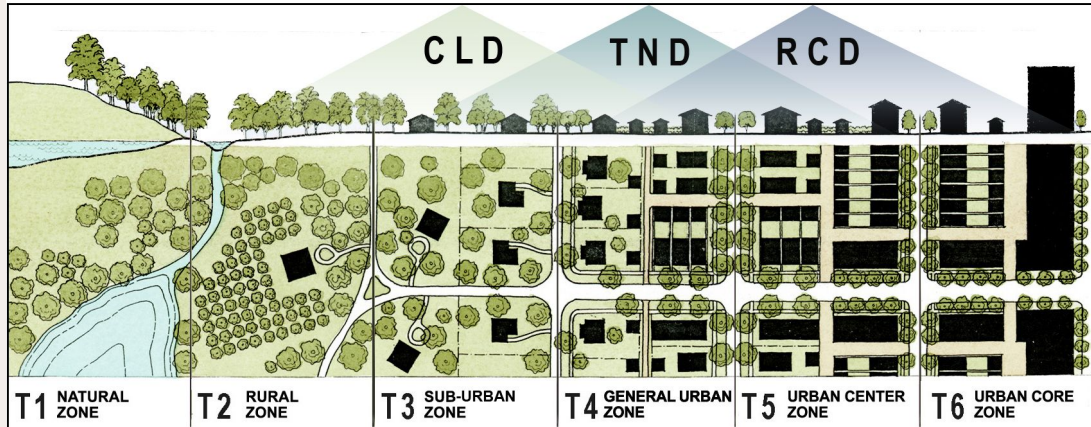 CLD
TND
RCD
T1 NATURAL
ZONE
T2 RURAL
ZONE
T3 SUB-URBAN
ZONE
T4 GENERAL URBAN
ZONE
T5 URBAN CENTER
ZONE
T6 URBAN CORE
ZONE